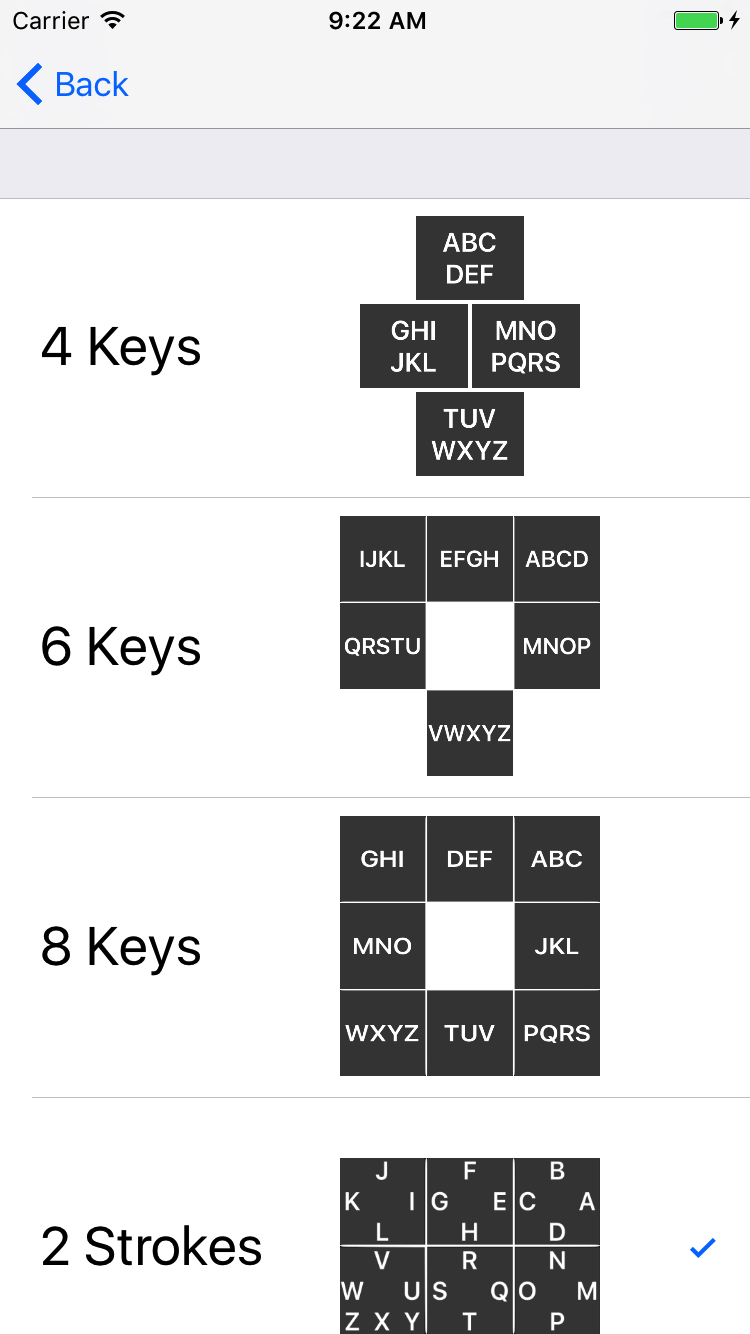 Carrier 9:22 AM
Back
ABC
DEF
4 Keys
GHI MNO
JKL PQRS
TUV
WXYZ
IJKL EFGH ABCD
6 Keys
QRSTU MNOP
VWXYZ
GHI DEF ABC
8 Keys
MNO JKL
WXYZ TUV PQRS
J F B
K I G E C A
L H D
2 Strokes
V R N
W U S Q O M
Z X Y T P